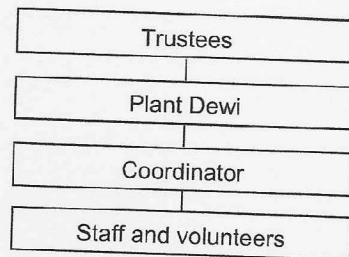 Trustees
Plant Dewi
Coordinator
Staff and volunteers